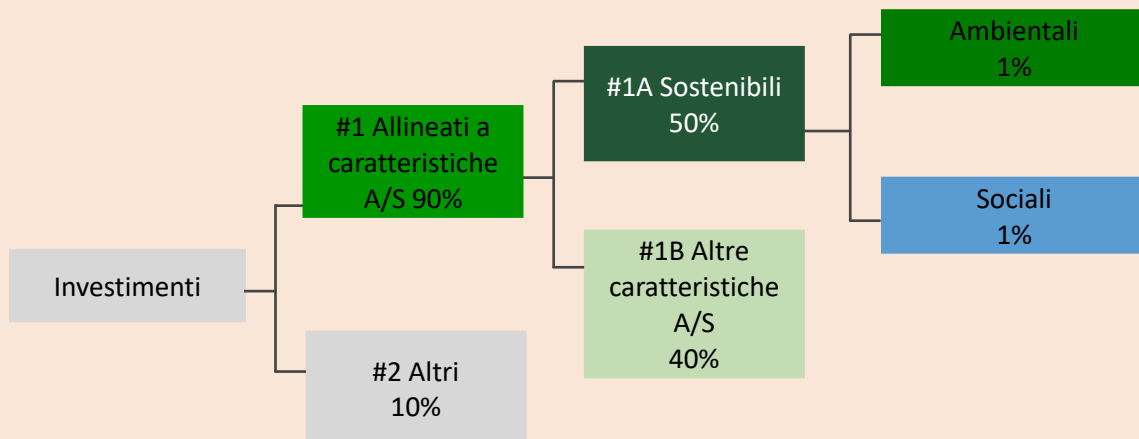 Investimenti
#1 Allineati a
caratteristiche
A/S 90%
#2 Altri
10%
#1A Sostenibili
50%
#1B Altre
caratteristiche
A/S
40%
Ambientali
1%
Sociali
1%